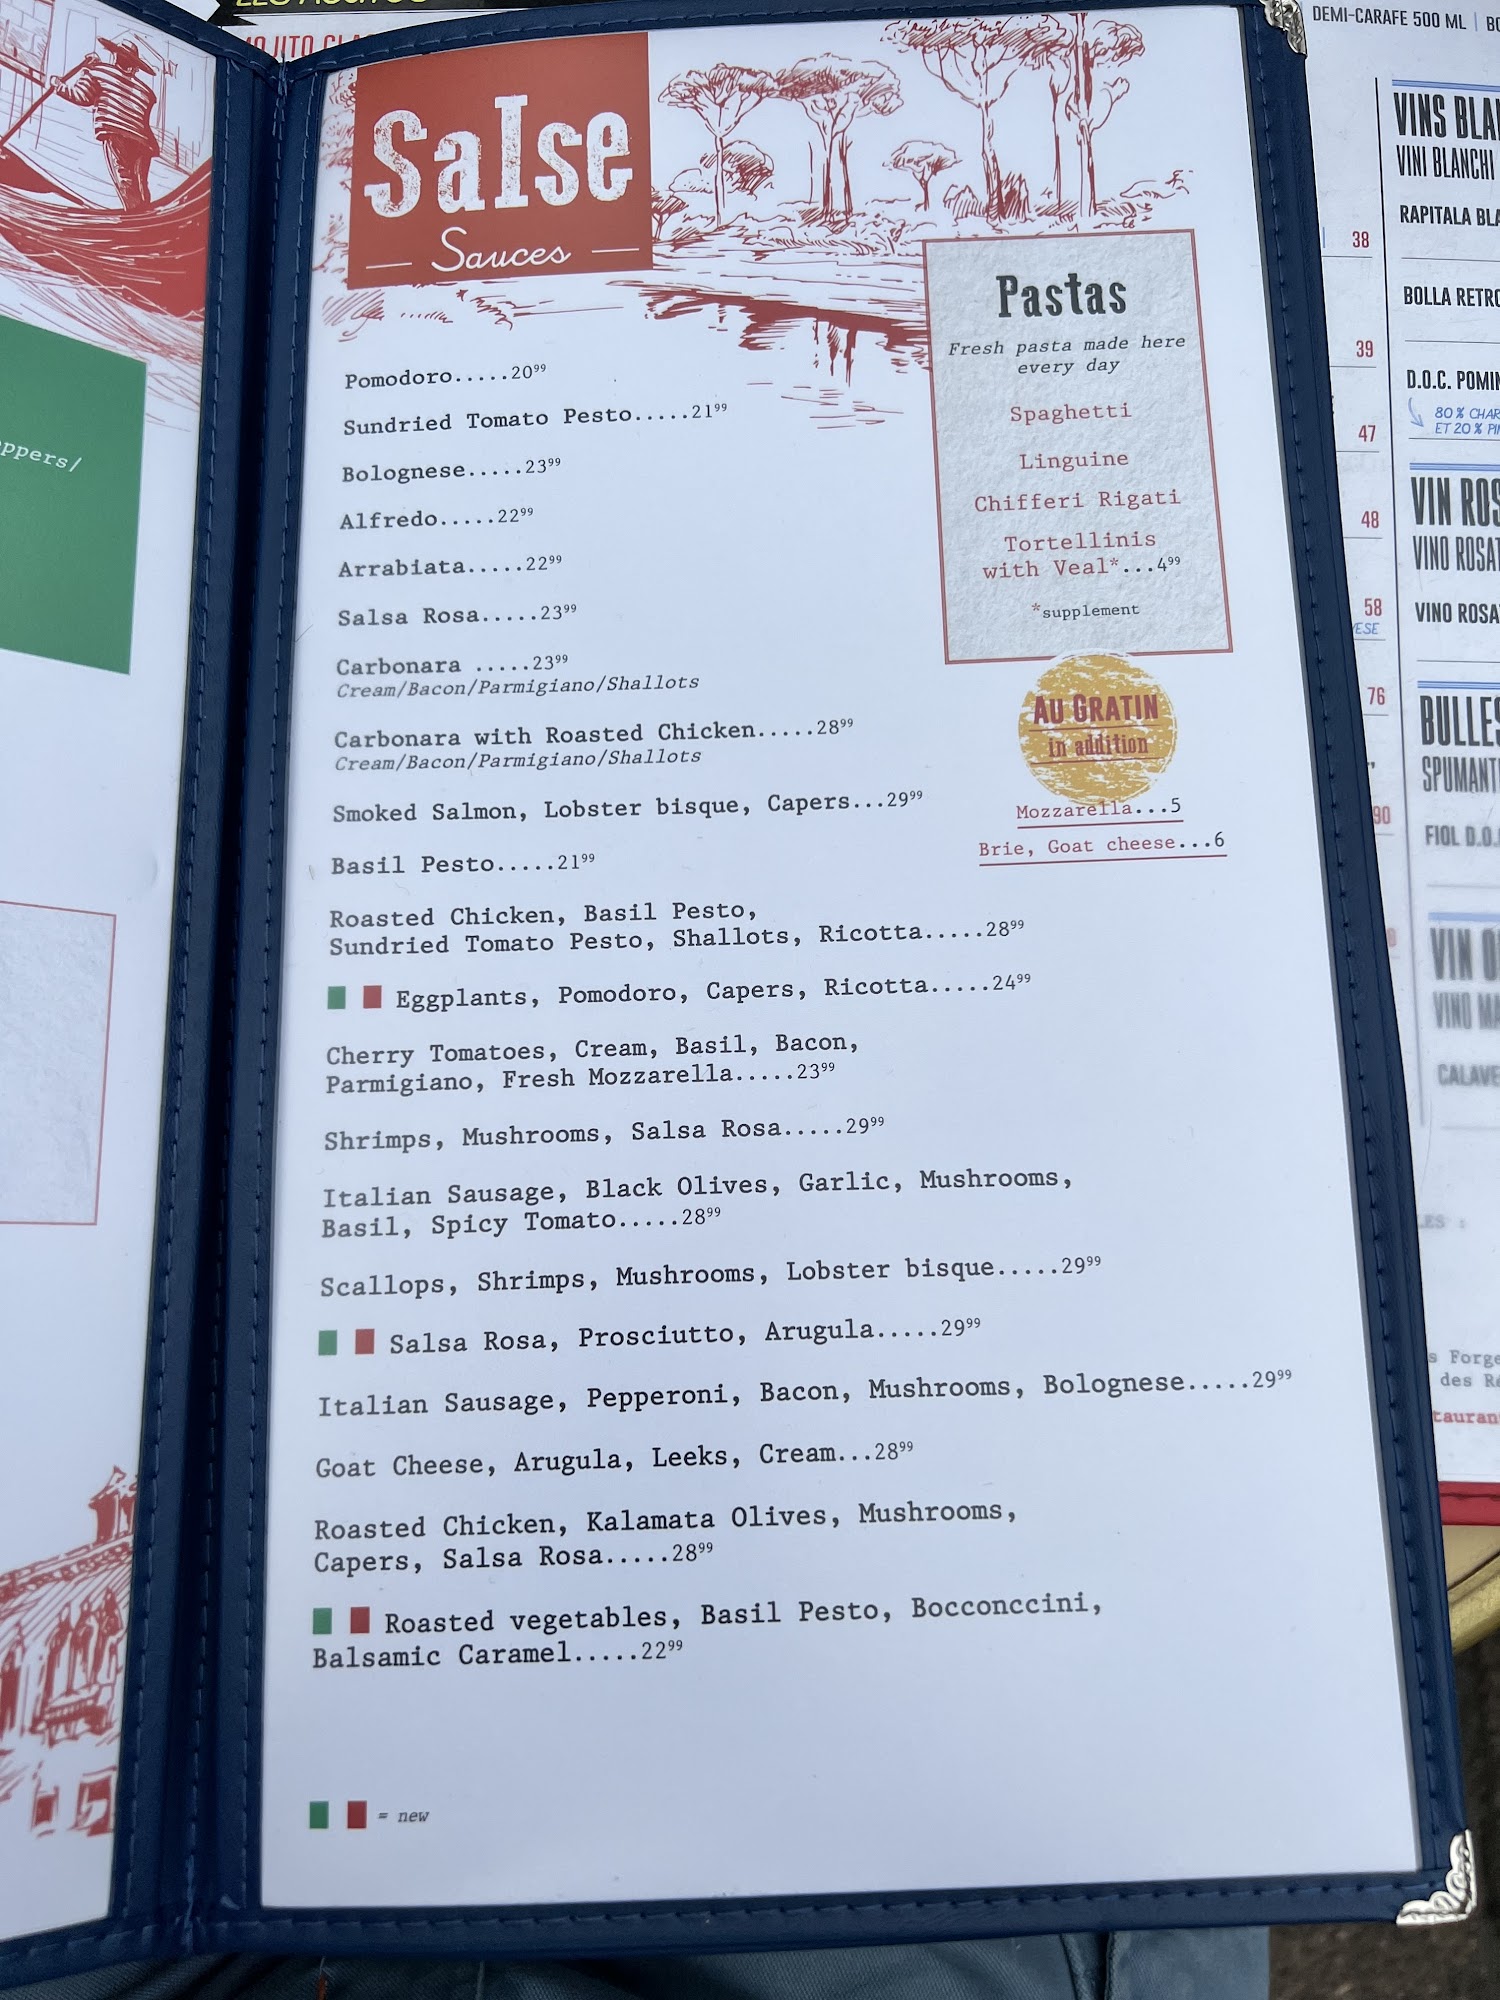 Salse
Sauces
Pomodoro.....20⁹⁹
Sundried Tomato Pesto.....21⁹⁹
Bolognese.....23⁹⁹
Alfredo.....22⁹⁹
Arrabiata.....22⁹⁹
Salsa Rosa.....23⁹⁹
Carbonara .....23⁹⁹
Cream/Bacon/Parmigiano/Shallots
Carbonara with Roasted Chicken.....28⁹⁹
Cream/Bacon/Parmigiano/Shallots
Smoked Salmon, Lobster bisque, Capers...29⁹⁹
Basil Pesto.....21⁹⁹
Roasted Chicken, Basil Pesto,
Sundried Tomato Pesto, Shallots, Ricotta.....28⁹⁹
Eggplants, Pomodoro, Capers, Ricotta.....24⁹⁹
Cherry Tomatoes, Cream, Basil, Bacon,
Parmigiano, Fresh Mozzarella.....23⁹⁹
Shrimps, Mushrooms, Salsa Rosa.....29⁹⁹
Italian Sausage, Black Olives, Garlic, Mushrooms,
Basil, Spicy Tomato.....28⁹⁹
Scallops, Shrimps, Mushrooms, Lobster bisque.....29⁹⁹
Salsa Rosa, Prosciutto, Arugula.....29⁹⁹
Italian Sausage, Pepperoni, Bacon, Mushrooms, Bolognese.....29⁹⁹
Goat Cheese, Arugula, Leeks, Cream...28⁹⁹
Roasted Chicken, Kalamata Olives, Mushrooms,
Capers, Salsa Rosa.....28⁹⁹
Roasted vegetables, Basil Pesto, Bocconccini,
Balsamic Caramel.....22⁹⁹
= new
Pastas
Fresh pasta made here
every day
Spaghetti
Linguine
Chifferi Rigati
Tortellinis
with Veal*...4⁹⁹
*supplement
Au Gratin
in addition
Mozzarella...5
Brie, Goat cheese...6
DEMI-CARAFE 500 ML |
38
39
47
48
58
76
90
VINS
VINI BLANCHI
RAPITALA
BOLLA
D.O.C.
80 %
ET 20 %
VIN
VINO
VINO
BULLES
FIOL D.O.
VIN
VINO
des